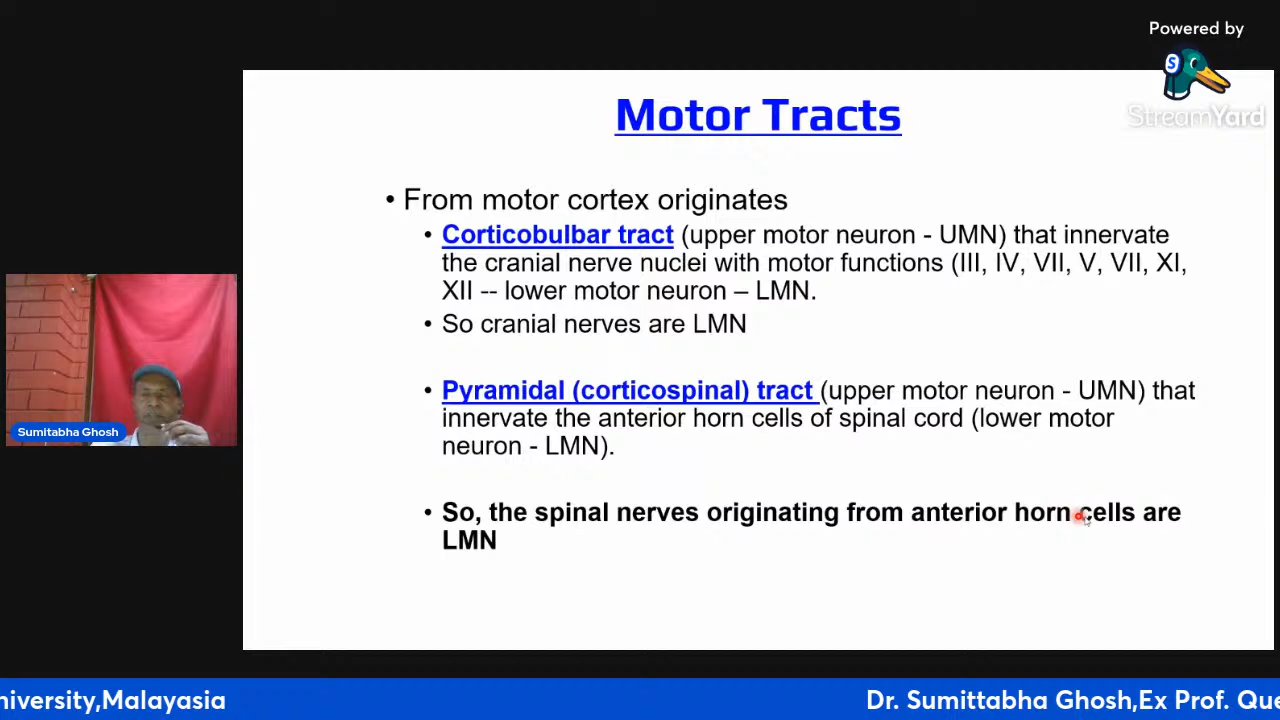 Powered by
S
StreamYard
Motor Tracts
• From motor cortex originates
• Corticobulbar tract (upper motor neuron - UMN) that innervate
the cranial nerve nuclei with motor functions (III, IV, VII, V, VII, XI,
XII -- lower motor neuron – LMN.
• So cranial nerves are LMN
• Pyramidal (corticospinal) tract (upper motor neuron - UMN) that
innervate the anterior horn cells of spinal cord (lower motor
neuron - LMN).
• So, the spinal nerves originating from anterior horn cells are
LMN
Sumitabha Ghosh
niversity,Malayasia
Dr. Sumittabha Ghosh,Ex Prof. Que